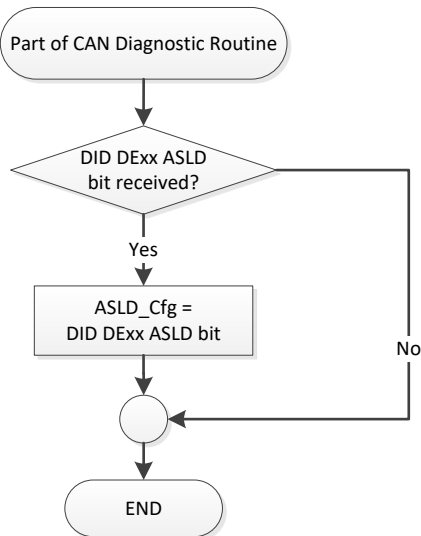 Part of CAN Diagnostic Routine
DID DExx ASLD
bit received?
Yes
ASLD_Cfg =
DID DExx ASLD bit
No
END